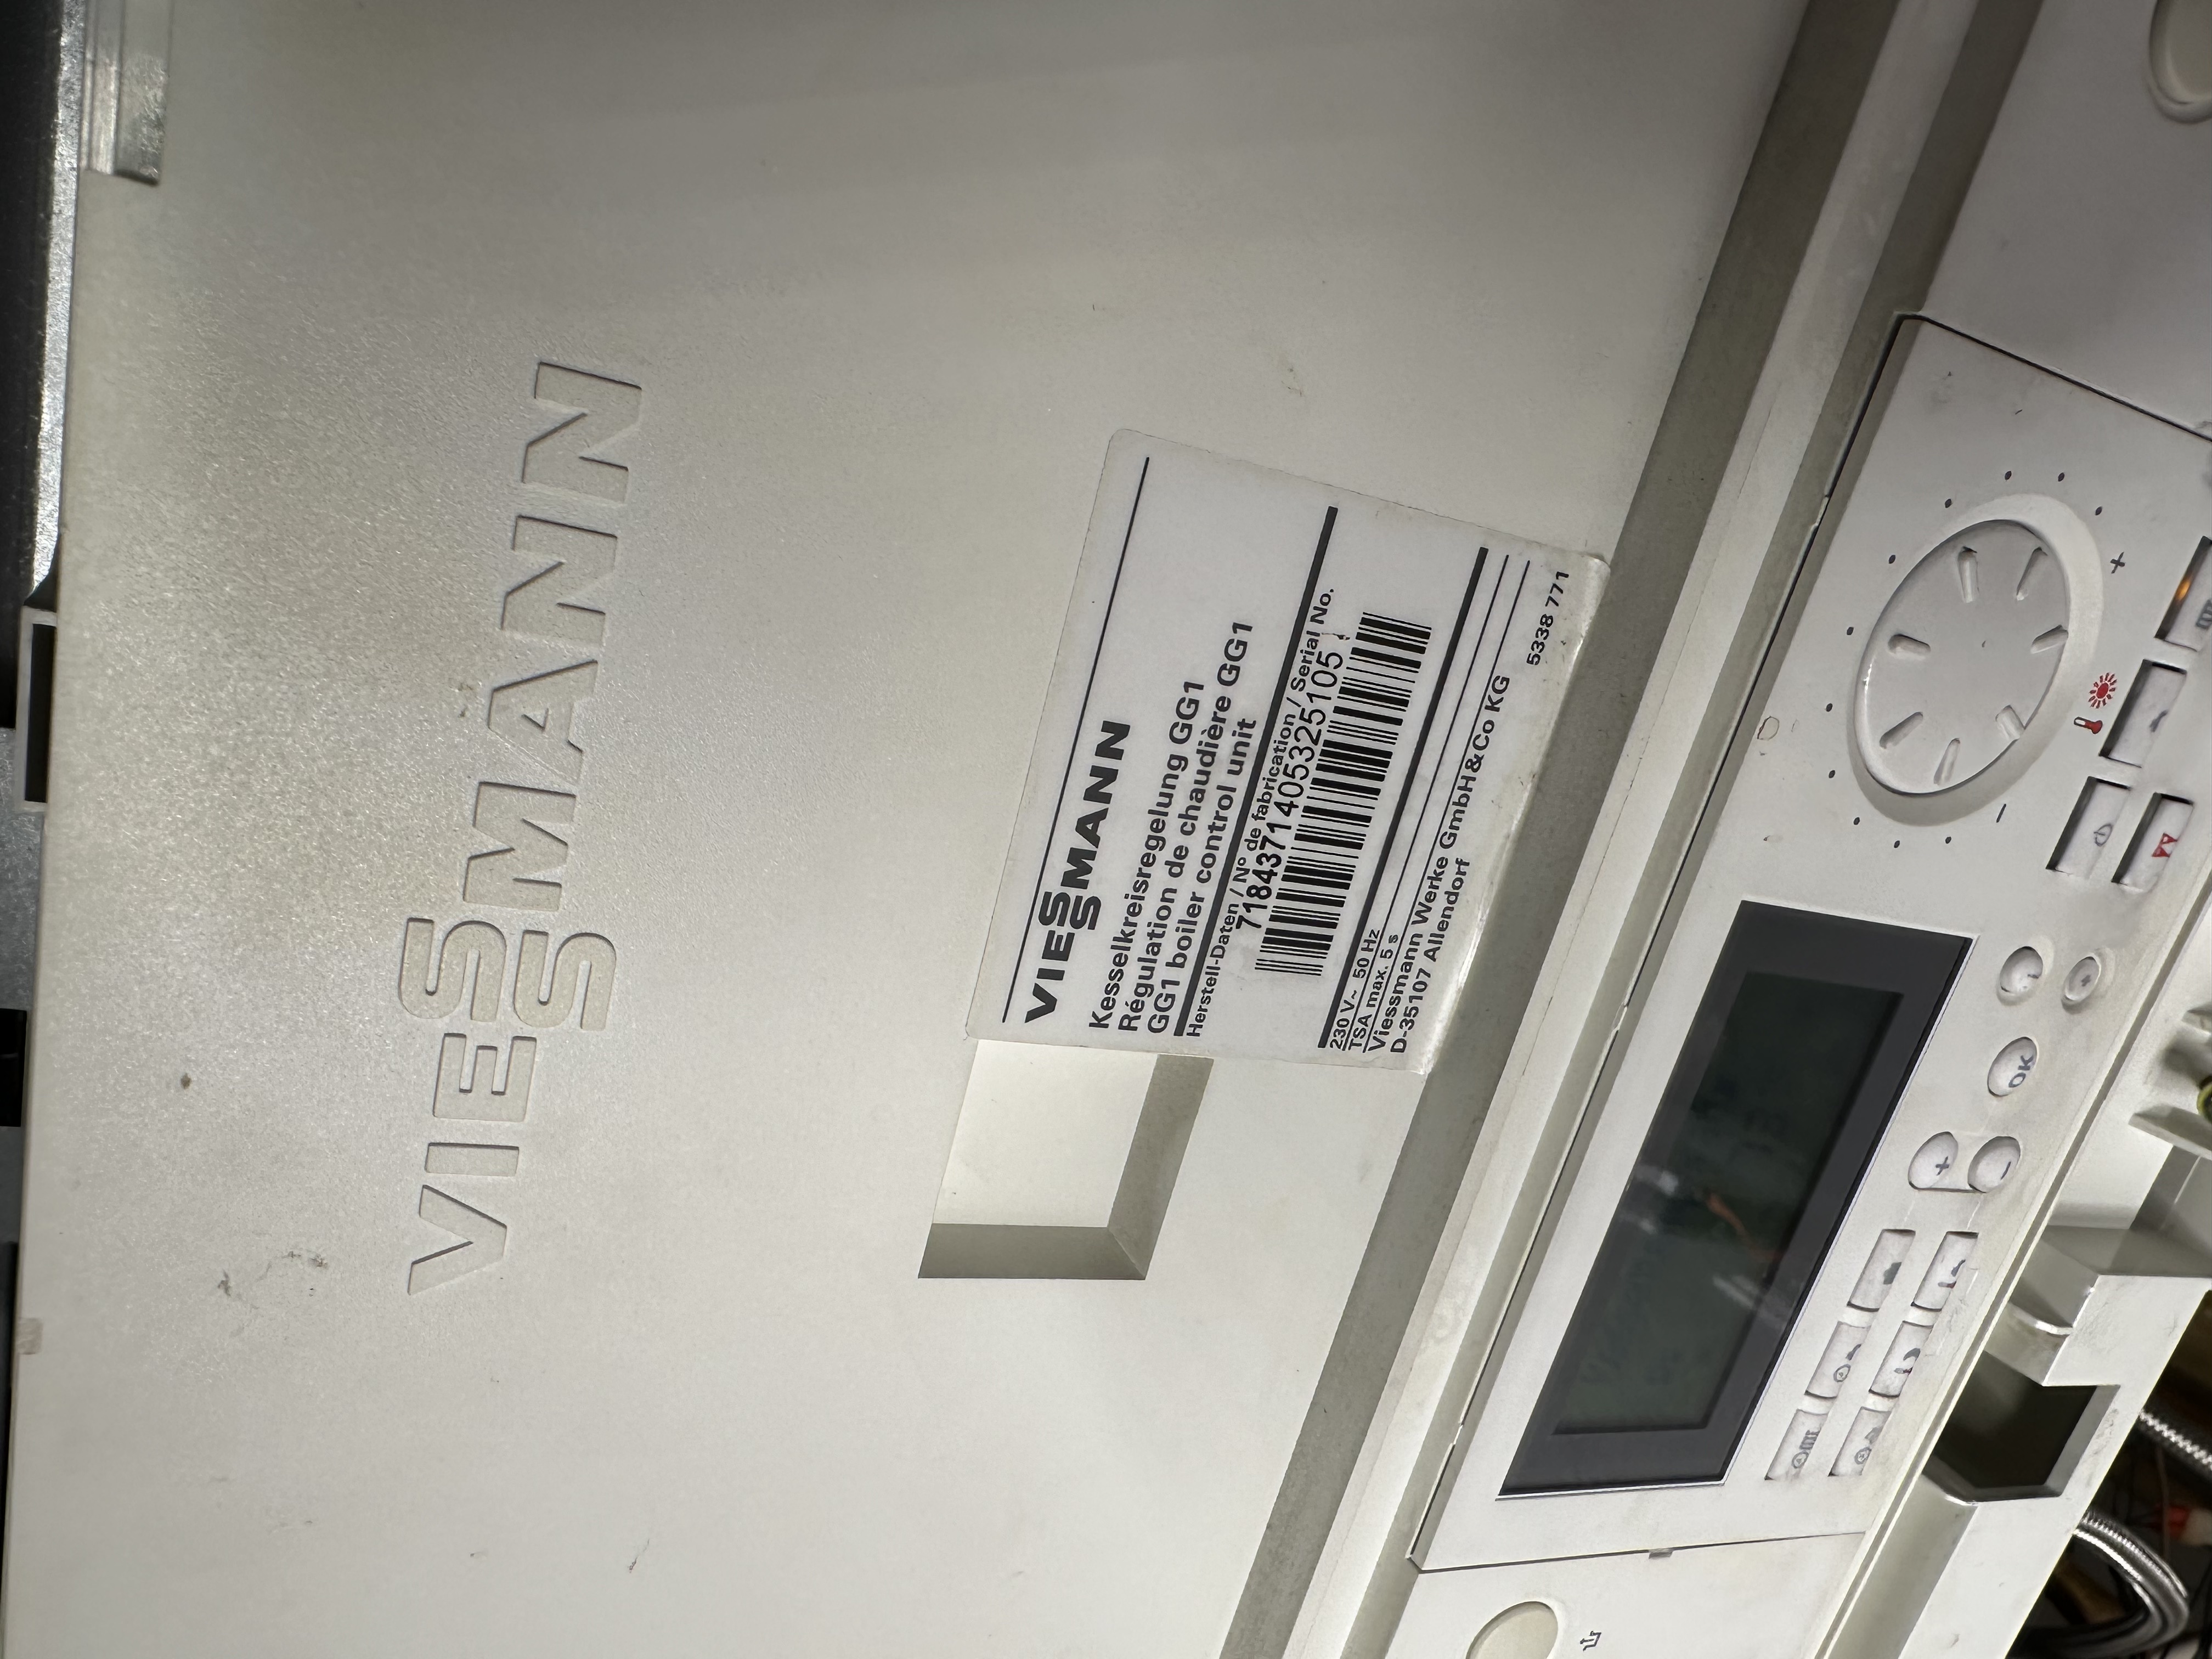 VIESMANN
VIESMANN
Kesselkreisregelung GG1
Régulation de chaudière GG1
GG1 boiler control unit
Herstell-Daten / Nº de fabrication / Serial No.
7184371405325105
230 V~ 50 Hz
TSA max. 5 s
Viessmann Werke GmbH & Co KG
D-35107 Allendorf
5338 771
+
−
OK
+
−